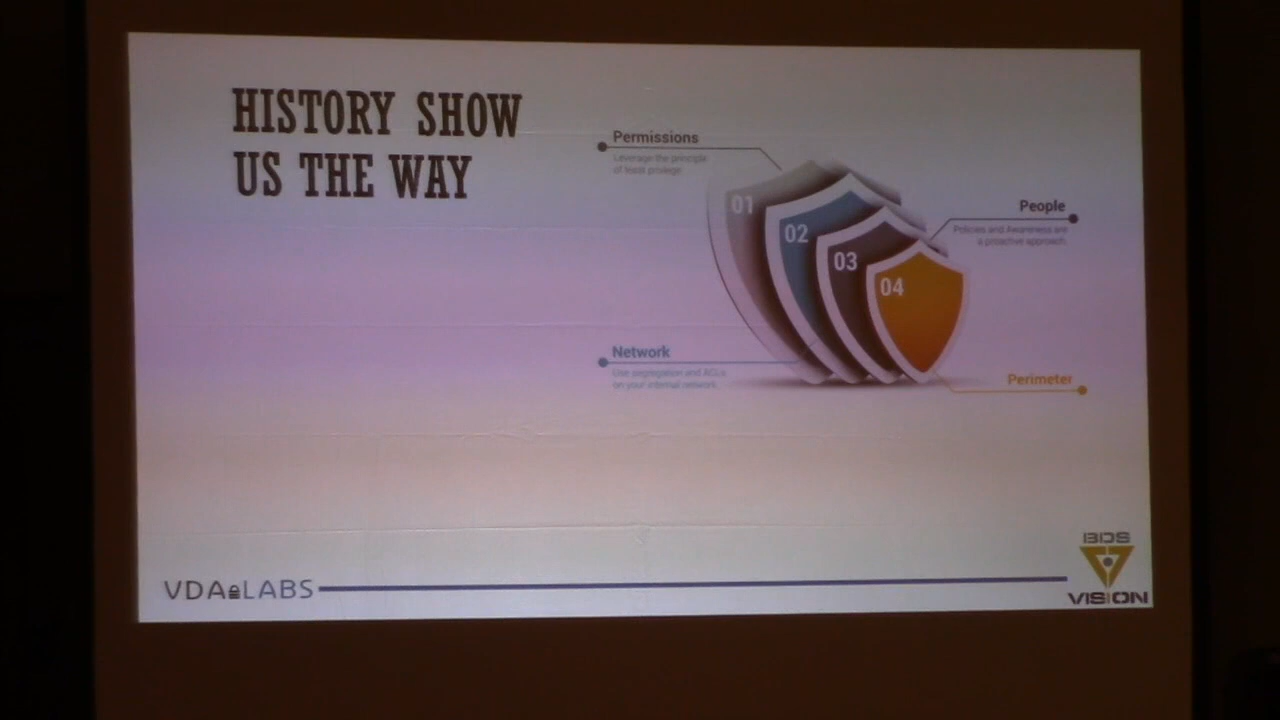 HISTORY SHOW
US THE WAY
Permissions
Leverage the principle
of least privilege
01
02
03
04
People
Policies and Awareness are
a proactive approach.
Network
Use segregation and ACLs
on your internal network.
Perimeter
VDA LABS
BDS
VISION